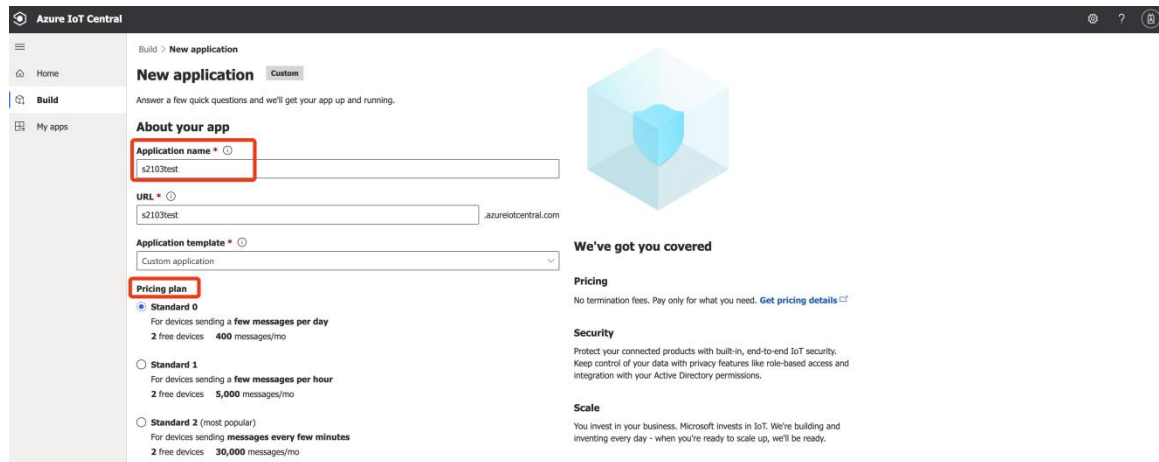 Azure IoT Central
?
Home
Build
My apps
Build > New application
New application Custom
Answer a few quick questions and we'll get your app up and running.
About your app
Application name *
s2103test
URL *
s2103test .azureiotcentral.com
Application template *
Custom application
Pricing plan
Standard 0
For devices sending a few messages per day
2 free devices 400 messages/mo
Standard 1
For devices sending a few messages per hour
2 free devices 5,000 messages/mo
Standard 2 (most popular)
For devices sending messages every few minutes
2 free devices 30,000 messages/mo
We've got you covered
Pricing
No termination fees. Pay only for what you need. Get pricing details
Security
Protect your connected products with built-in, end-to-end IoT security.
Keep control of your data with privacy features like role-based access and
integration with your Active Directory permissions.
Scale
You invest in your business. Microsoft invests in IoT. We're building and
inventing every day - when you're ready to scale up, we'll be ready.